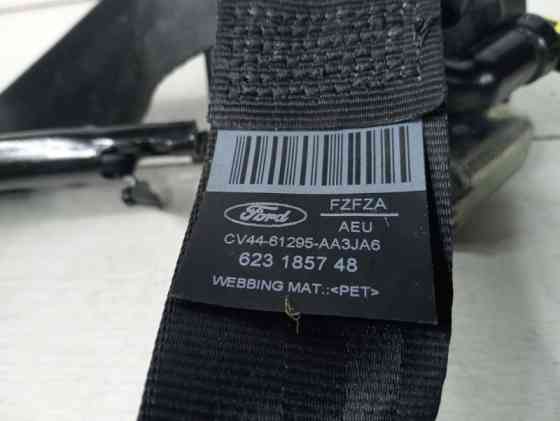 Ford
FZFZA
AEU
CV44-61295-AA3JA6
623 1857 48
WEBBING MAT.:<PET>